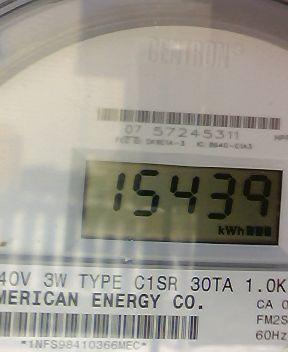 CENTRON®
07 57245311
15439
kWh
40V 3W TYPE C1SR 30TA 1.0K
MERICAN ENERGY CO.
CA 0
FM2S
60Hz
*1NFS98410366MEC*